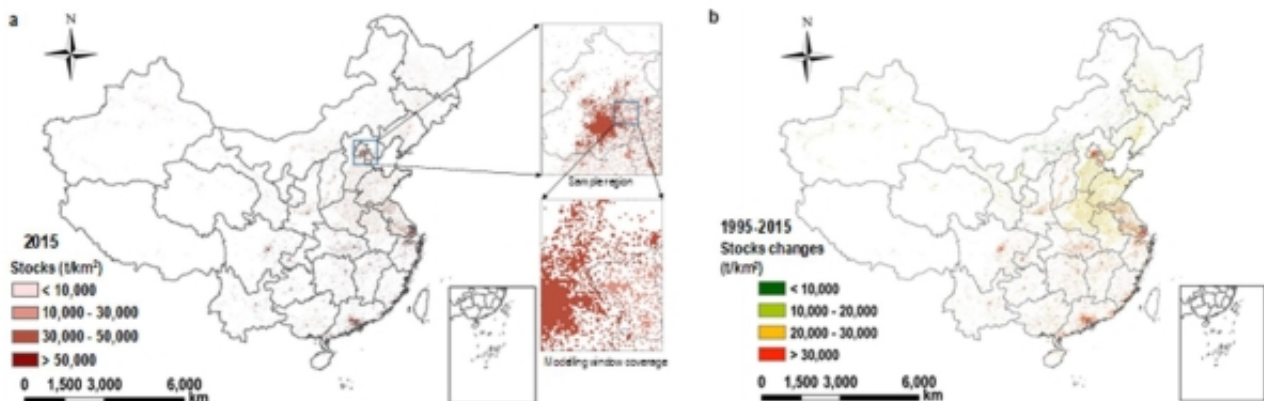 a
N
2015
Stocks (t/km²)
< 10,000
10,000 - 30,000
30,000 - 50,000
> 50,000
0 1,500 3,000 6,000
km
Sample region
Modeling window coverage
b
N
1995-2015
Stocks changes
(t/km²)
< 10,000
10,000 - 20,000
20,000 - 30,000
> 30,000
0 1,500 3,000 6,000
km